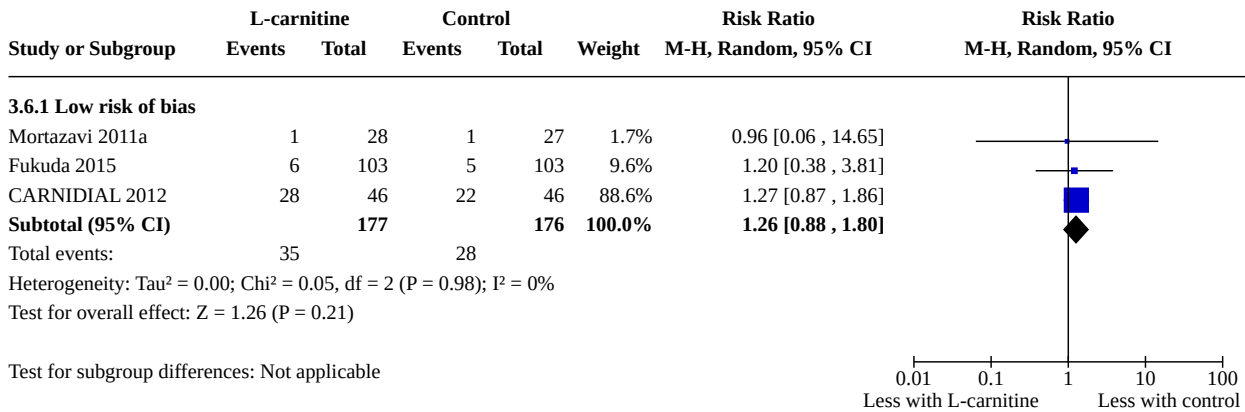 L-carnitine Control Risk Ratio Risk Ratio
Study or Subgroup Events Total Events Total Weight M-H, Random, 95% CI M-H, Random, 95% CI
3.6.1 Low risk of bias
Mortazavi 2011a 1 28 1 27 1.7% 0.96 [0.06 , 14.65]
Fukuda 2015 6 103 5 103 9.6% 1.20 [0.38 , 3.81]
CARNIDIAL 2012 28 46 22 46 88.6% 1.27 [0.87 , 1.86]
Subtotal (95% CI) 177 176 100.0% 1.26 [0.88 , 1.80]
Total events: 35 28
Heterogeneity: Tau² = 0.00; Chi² = 0.05, df = 2 (P = 0.98); I² = 0%
Test for overall effect: Z = 1.26 (P = 0.21)
Test for subgroup differences: Not applicable
0.01 0.1 1 10 100
Less with L-carnitine Less with control